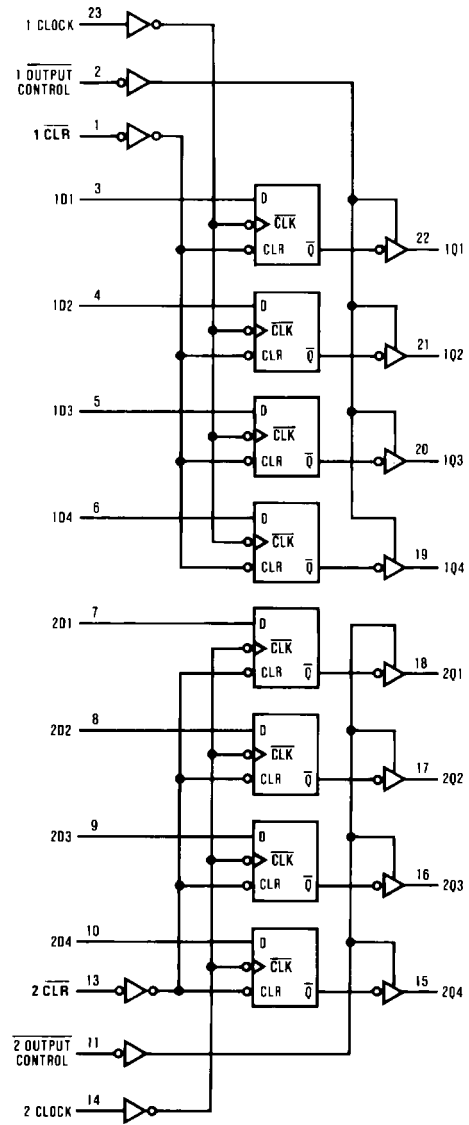 23
1 CLOCK
2
1 OUTPUT CONTROL
1
1 CLR
3
1D1
D
CLK
CLR Q
22
1Q1
4
1D2
D
CLK
CLR Q
21
1Q2
5
1D3
D
CLK
CLR Q
20
1Q3
6
1D4
D
CLK
CLR Q
19
1Q4
7
2D1
D
CLK
CLR Q
18
2Q1
8
2D2
D
CLK
CLR Q
17
2Q2
9
2D3
D
CLK
CLR Q
16
2Q3
10
2D4
D
CLK
CLR Q
15
2Q4
13
2 CLR
11
2 OUTPUT CONTROL
14
2 CLOCK